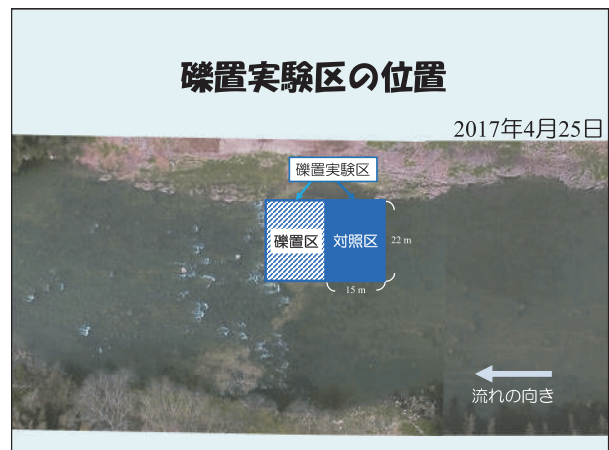 礫置実験区の位置
2017年4月25日
礫置実験区
礫置区
対照区
22 m
15 m
流れの向き